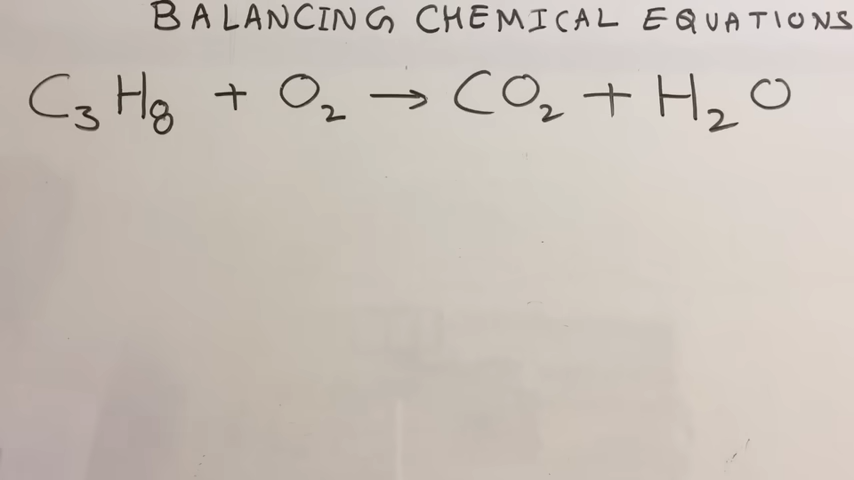 BALANCING CHEMICAL EQUATIONS
C₃H₈ + O₂ → CO₂ + H₂O